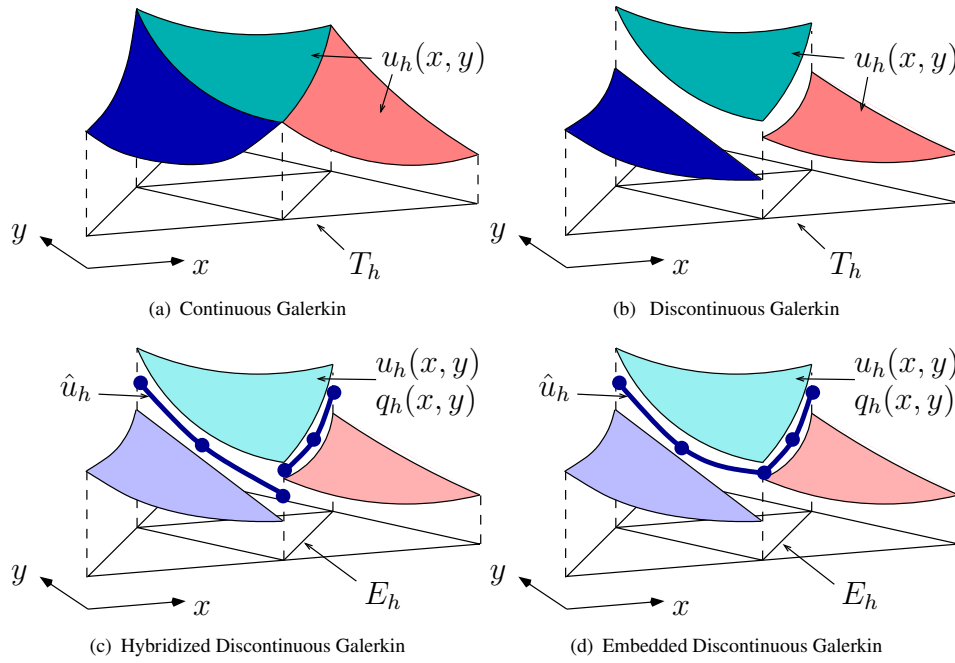 u_h(x, y)
y
x
T_h
(a) Continuous Galerkin
u_h(x, y)
y
x
T_h
(b) Discontinuous Galerkin
û_h
u_h(x, y)
q_h(x, y)
y
x
E_h
(c) Hybridized Discontinuous Galerkin
û_h
u_h(x, y)
q_h(x, y)
y
x
E_h
(d) Embedded Discontinuous Galerkin